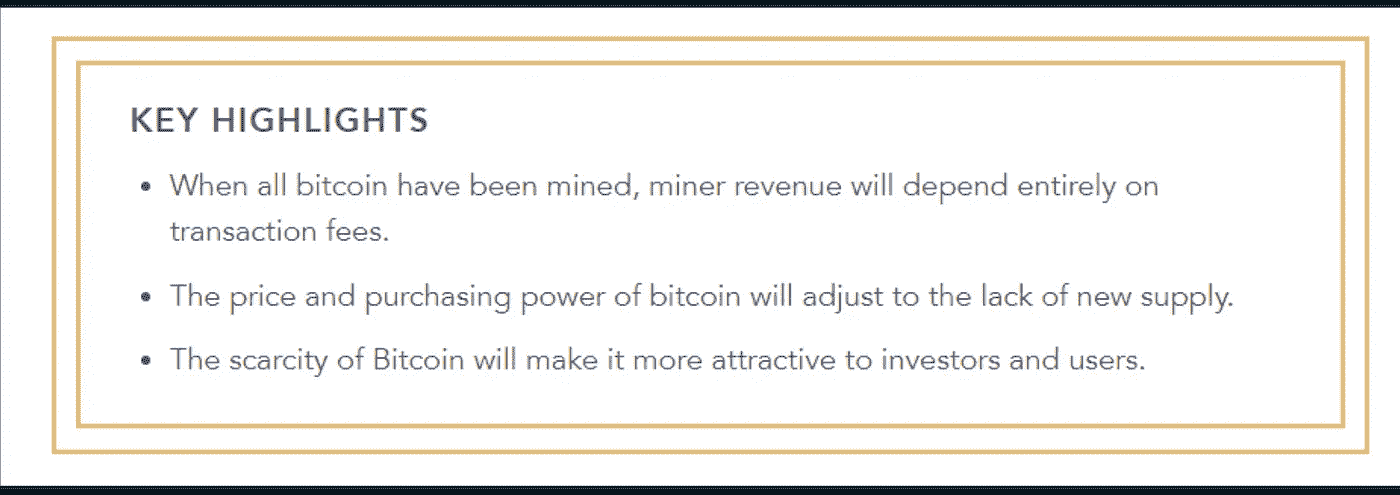 KEY HIGHLIGHTS
• When all bitcoin have been mined, miner revenue will depend entirely on
transaction fees.
• The price and purchasing power of bitcoin will adjust to the lack of new supply.
• The scarcity of Bitcoin will make it more attractive to investors and users.